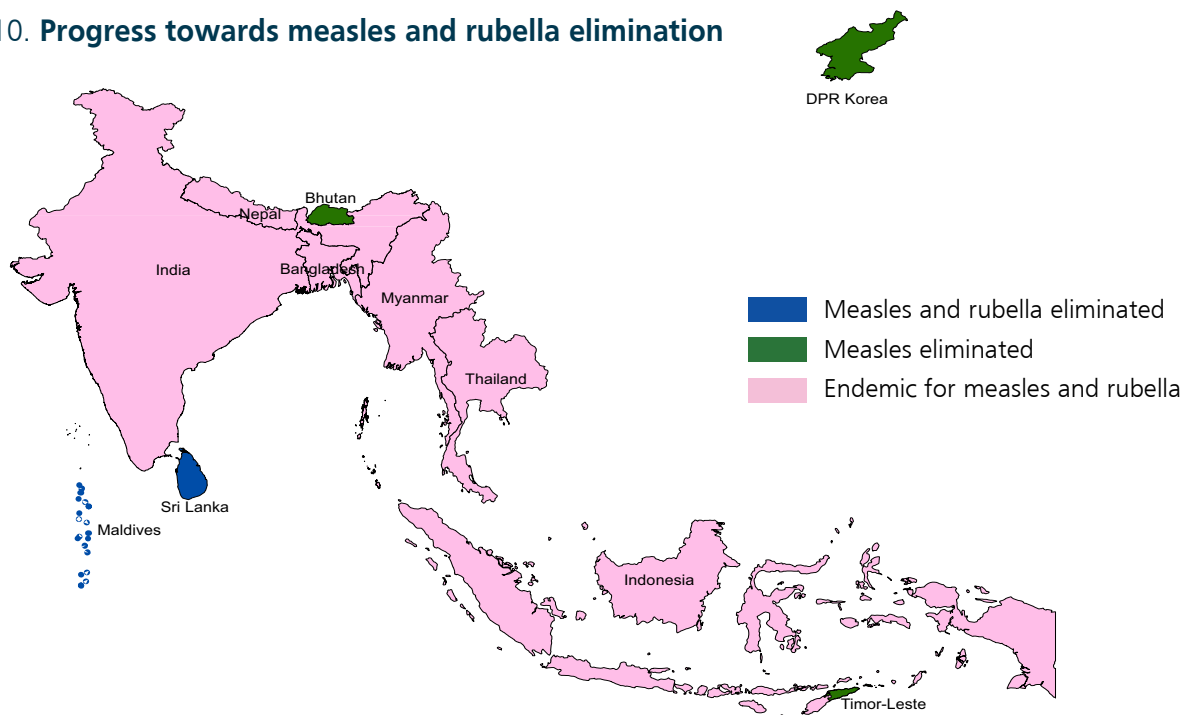 10. Progress towards measles and rubella elimination
DPR Korea
Bhutan
Nepal
India
Bangladesh
Myanmar
Measles and rubella eliminated
Measles eliminated
Thailand
Endemic for measles and rubella
Sri Lanka
Maldives
Indonesia
Timor-Leste